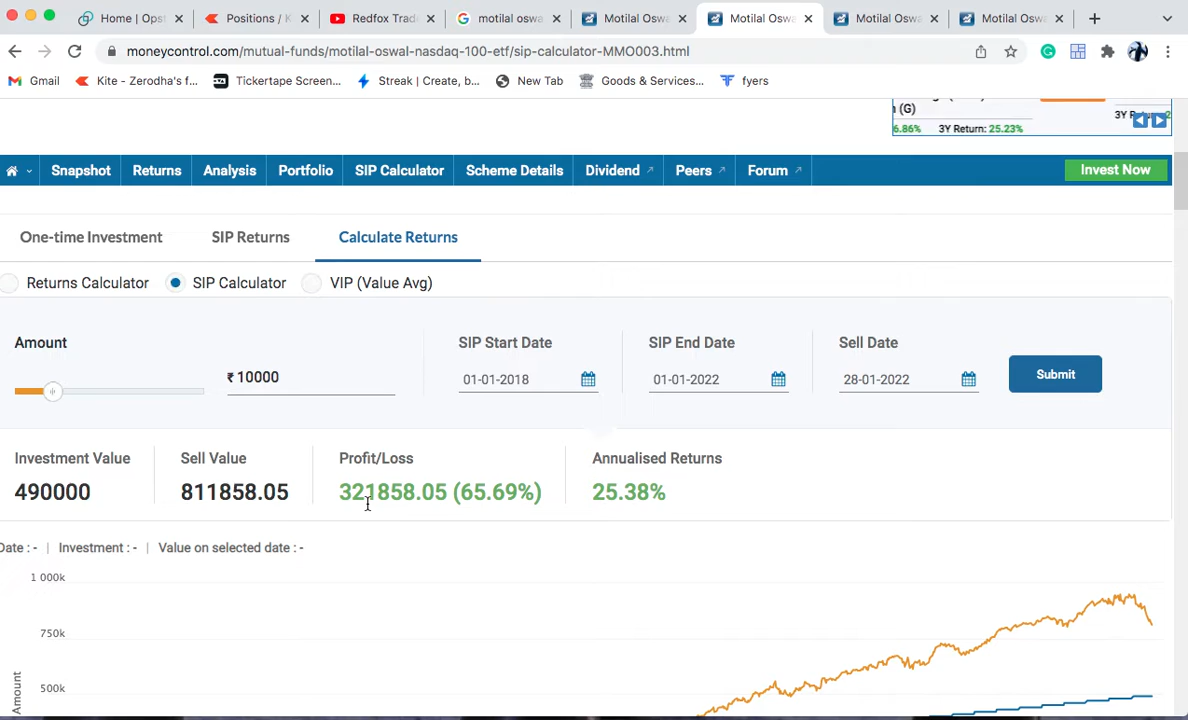 Home | Ops
Positions / K
Redfox Trad
motilal osw
Motilal Osw
Motilal Osw
Motilal Osw
Motilal Osw
moneycontrol.com/mutual-funds/motilal-oswal-nasdaq-100-etf/sip-calculator-MMO003.html
Gmail
Kite - Zerodha's f...
Tickertape Screen...
Streak | Create, b...
New Tab
Goods & Services...
fyers
(G)
6.86% 3Y Return: 25.23%
3Y
Snapshot
Returns
Analysis
Portfolio
SIP Calculator
Scheme Details
Dividend
Peers
Forum
Invest Now
One-time Investment
SIP Returns
Calculate Returns
Returns Calculator
SIP Calculator
VIP (Value Avg)
Amount
₹ 10000
SIP Start Date
01-01-2018
SIP End Date
01-01-2022
Sell Date
28-01-2022
Submit
Investment Value
490000
Sell Value
811858.05
Profit/Loss
321858.05 (65.69%)
Annualised Returns
25.38%
Date : - | Investment : - | Value on selected date : -
1 000k
750k
500k
Amount